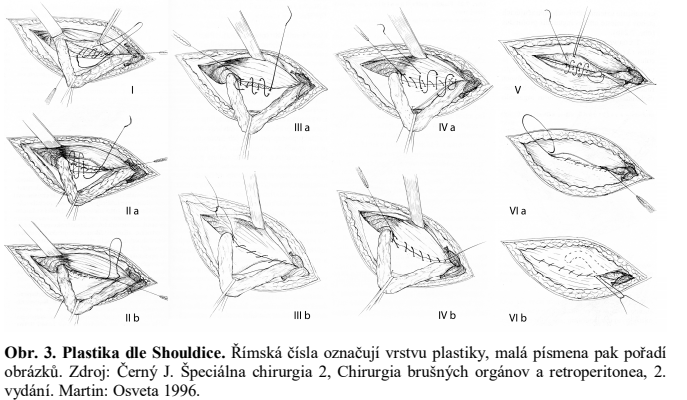 I
III a
IV a
V
II a
VI a
II b
III b
IV b
VI b
Obr. 3. Plastika dle Shouldice. Římská čísla označují vrstvu plastiky, malá písmena pak pořadí
obrázků. Zdroj: Černý J. Špeciálna chirurgia 2, Chirurgia brušných orgánov a retroperitonea, 2.
vydání. Martin: Osveta 1996.